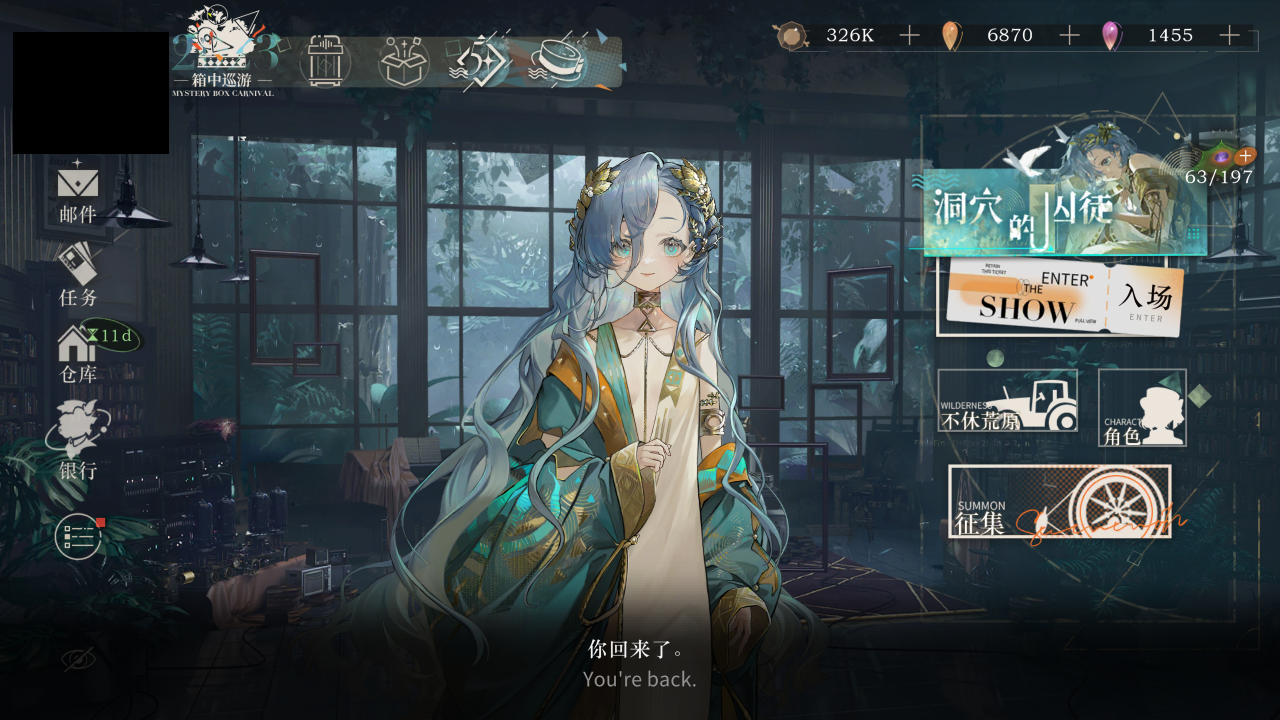 326K
6870
1455
箱中巡游
MYSTERY BOX CARNIVAL
63/197
洞穴的囚徒
邮件
ENTER
THE
SHOW
入场
ENTER
任务
11d
仓库
WILDERNESS
不休荒原
CHARACT
角色
银行
SUMMON
征集
你回来了。
You're back.